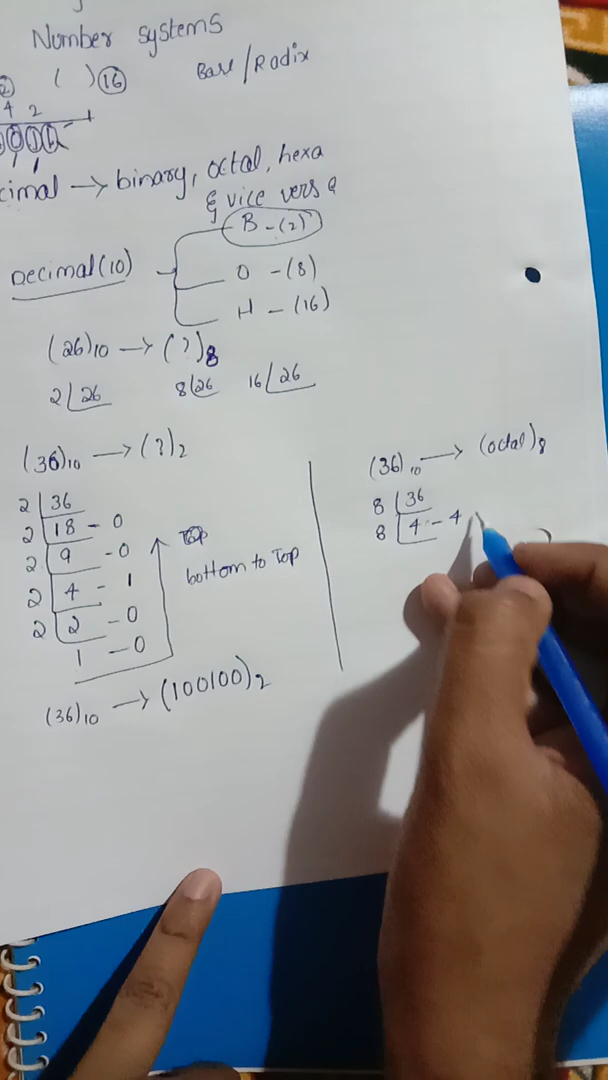 Number systems
( )16 Base/Radix
4 2 1
→ binary, octal, hexa
& vice versa
B - (2)
Decimal(10)
O - (8)
H - (16)
(26)10 → (?)8
2 26 8 26 16 26
(36)10 → (?)2
2 36
2 18 - 0
2 9 - 0
2 4 - 1
2 2 - 0
1 - 0
bottom to Top
(36)10 → (100100)2
(36)10 → (octal)8
8 36
8 4 - 4